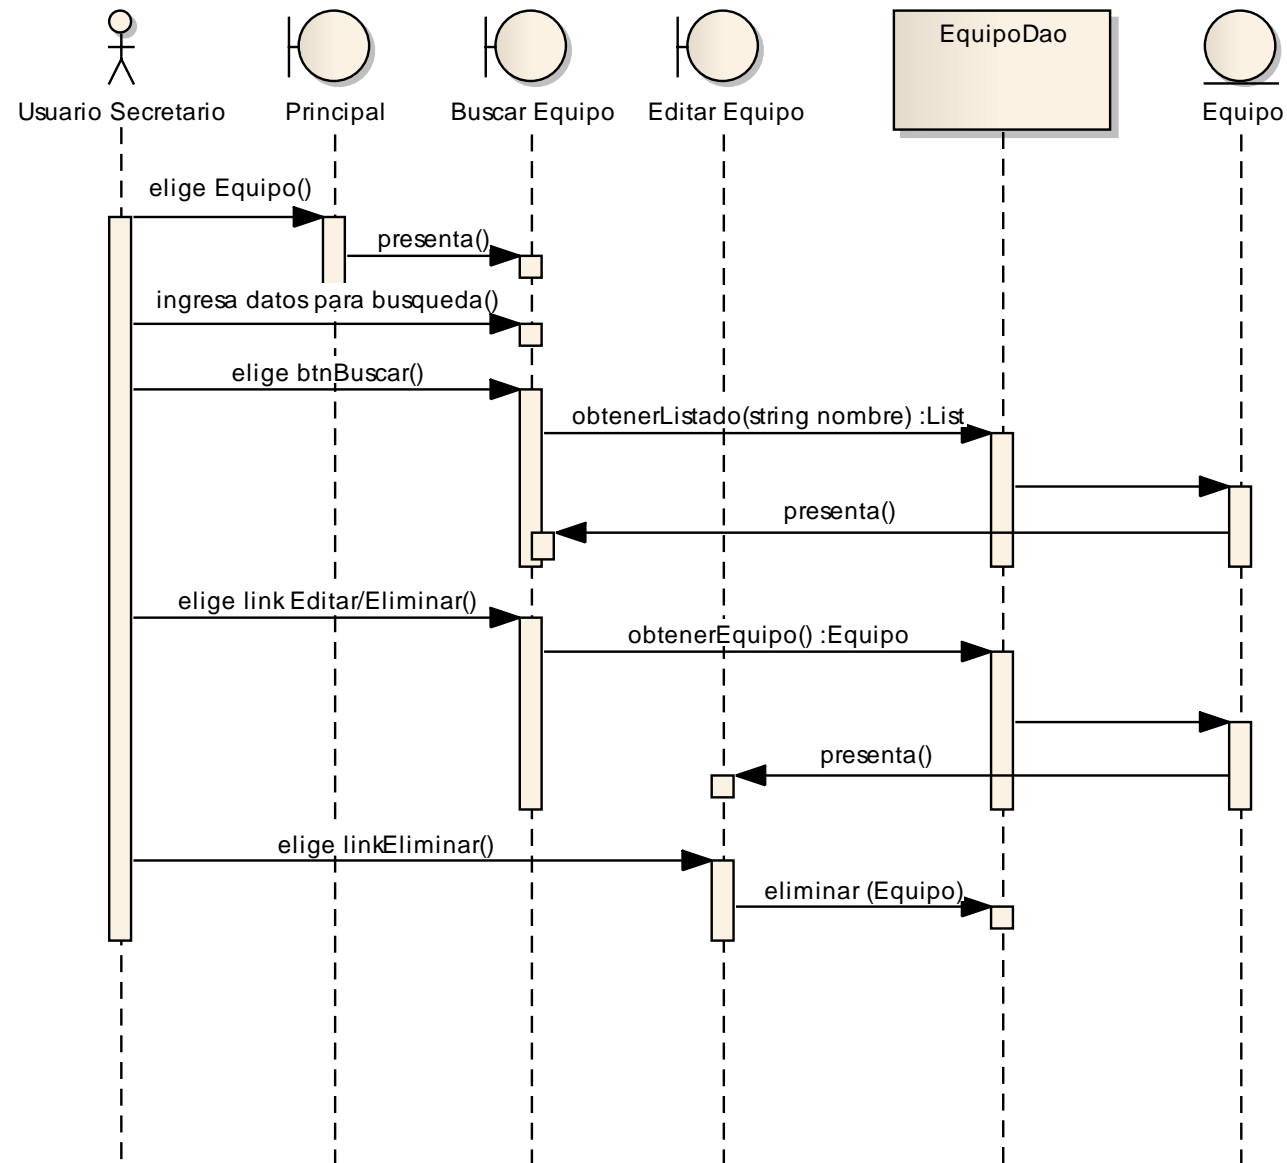 EquipoDao
Usuario Secretario
Principal
Buscar Equipo
Editar Equipo
Equipo
elige Equipo()
presenta()
ingresa datos para busqueda()
elige btnBuscar()
obtenerListado(string nombre) :List
presenta()
elige link Editar/Eliminar()
obtenerEquipo() :Equipo
presenta()
elige linkEliminar()
eliminar (Equipo)